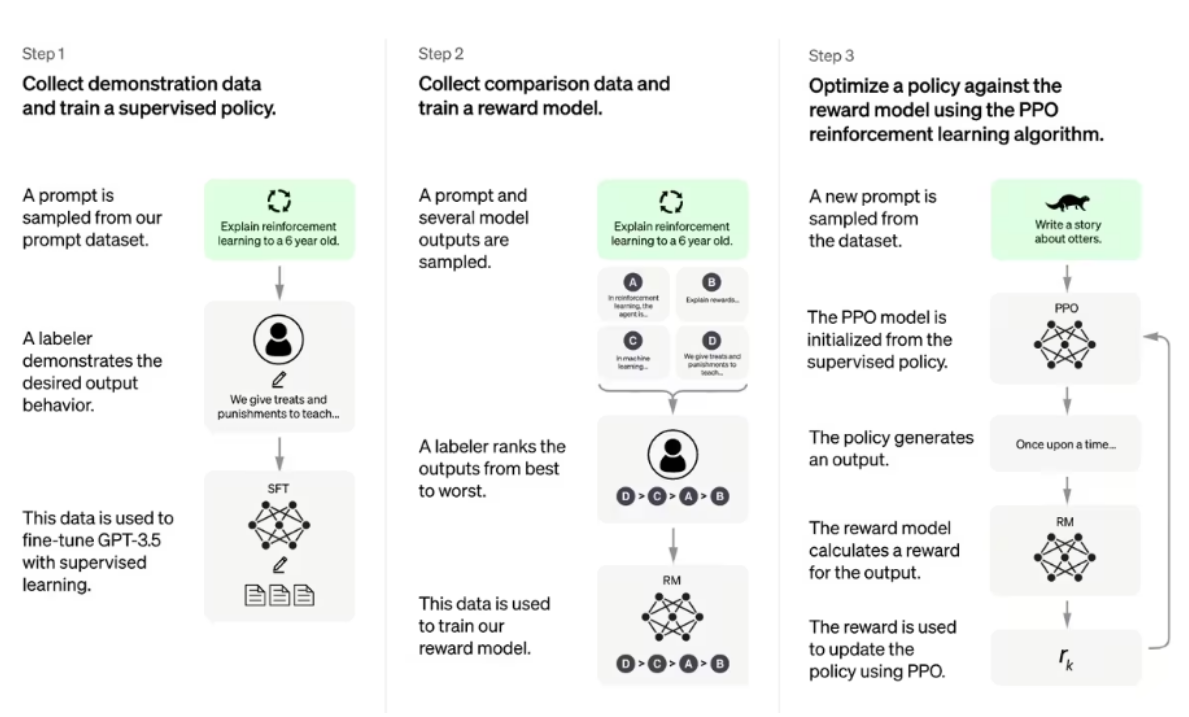 Step 1
Collect demonstration data
and train a supervised policy.
A prompt is
sampled from our
prompt dataset.
Explain reinforcement
learning to a 6 year old.
A labeler
demonstrates the
desired output
behavior.
We give treats and
punishments to teach...
This data is used to
fine-tune GPT-3.5
with supervised
learning.
SFT
Step 2
Collect comparison data and
train a reward model.
A prompt and
several model
outputs are
sampled.
Explain reinforcement
learning to a 6 year old.
A
In reinforcement
learning, the
agent is...
B
Explain rewards...
C
In machine
learning...
D
We give treats and
punishments to
teach...
A labeler ranks the
outputs from best
to worst.
D > C > A > B
This data is used
to train our
reward model.
RM
D > C > A > B
Step 3
Optimize a policy against the
reward model using the PPO
reinforcement learning algorithm.
A new prompt is
sampled from
the dataset.
Write a story
about otters.
The PPO model is
initialized from the
supervised policy.
PPO
The policy generates
an output.
Once upon a time...
The reward model
calculates a reward
for the output.
RM
The reward is used
to update the
policy using PPO.
rk